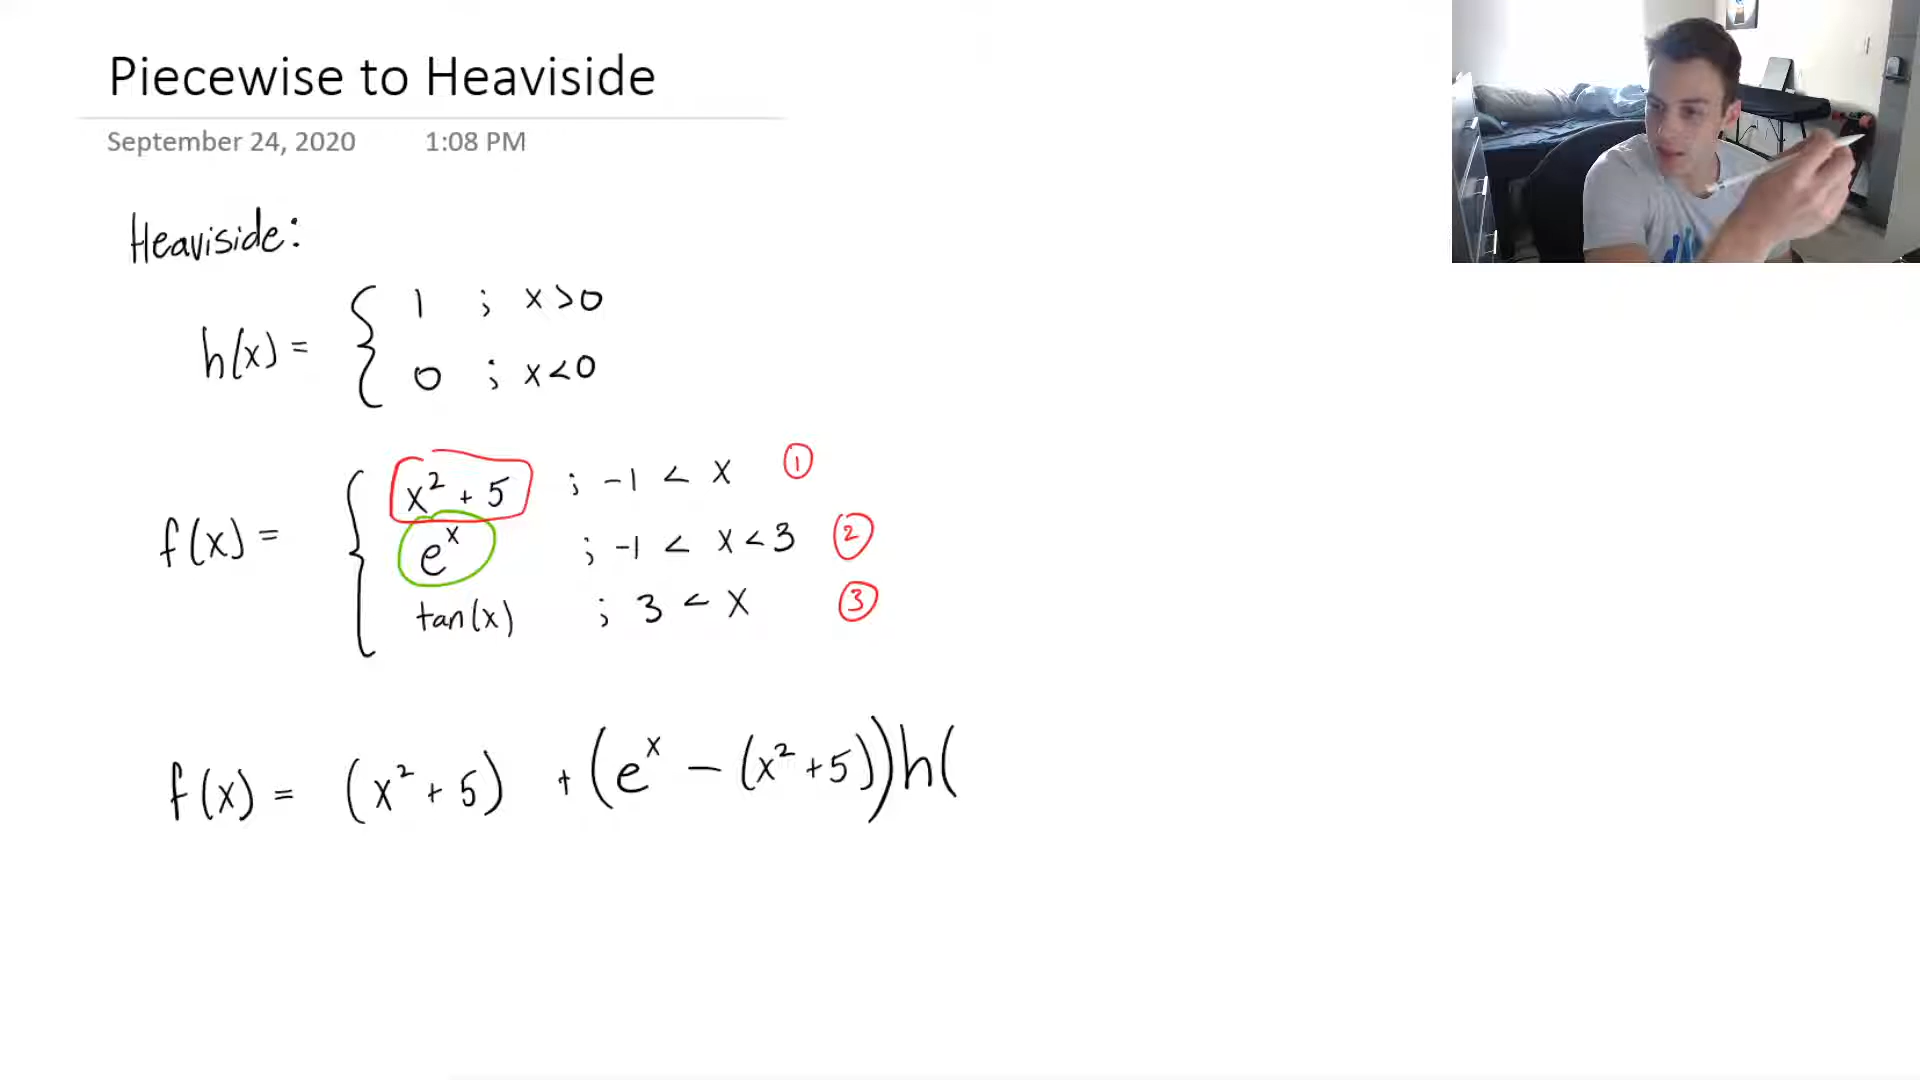 Piecewise to Heaviside
September 24, 2020 1:08 PM
Heaviside:
h(x) = { 1 ; x>0
0 ; x<0
f(x) = { x² + 5 ; -1 < x ①
eˣ ; -1 < x < 3 ②
tan(x) ; 3 < x ③
f(x) = (x² + 5) + (eˣ - (x² + 5))h(